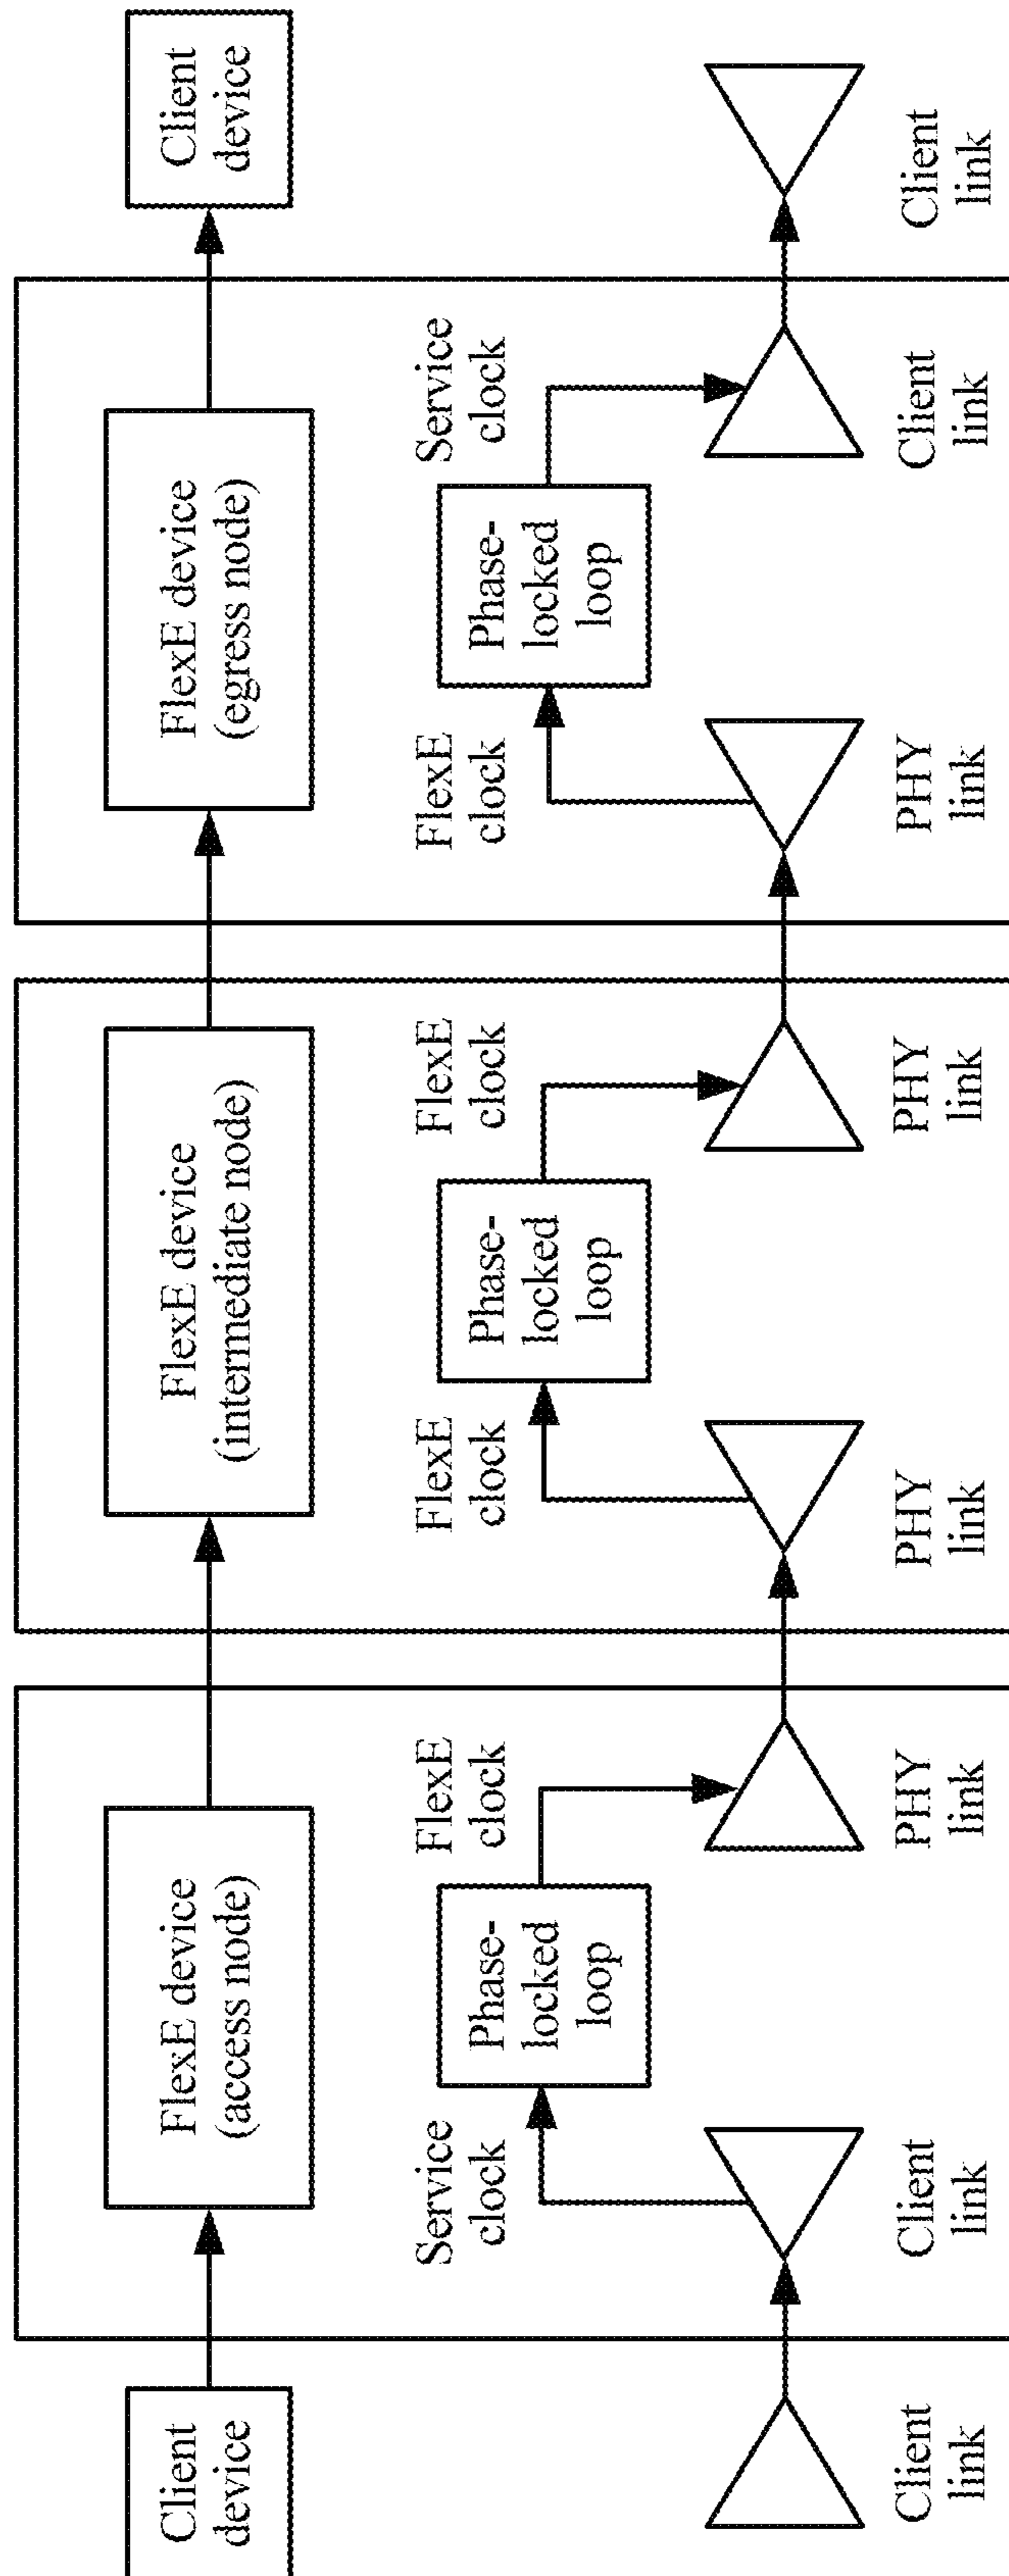 Client
device
FlexE device
(access node)
FlexE device
(intermediate node)
FlexE device
(egress node)
Client
device
Service
clock
Phase-
locked
loop
FlexE
clock
FlexE
clock
Phase-
locked
loop
FlexE
clock
FlexE
clock
Phase-
locked
loop
Service
clock
Client
link
Client
link
PHY
link
PHY
link
PHY
link
PHY
link
Client
link
Client
link